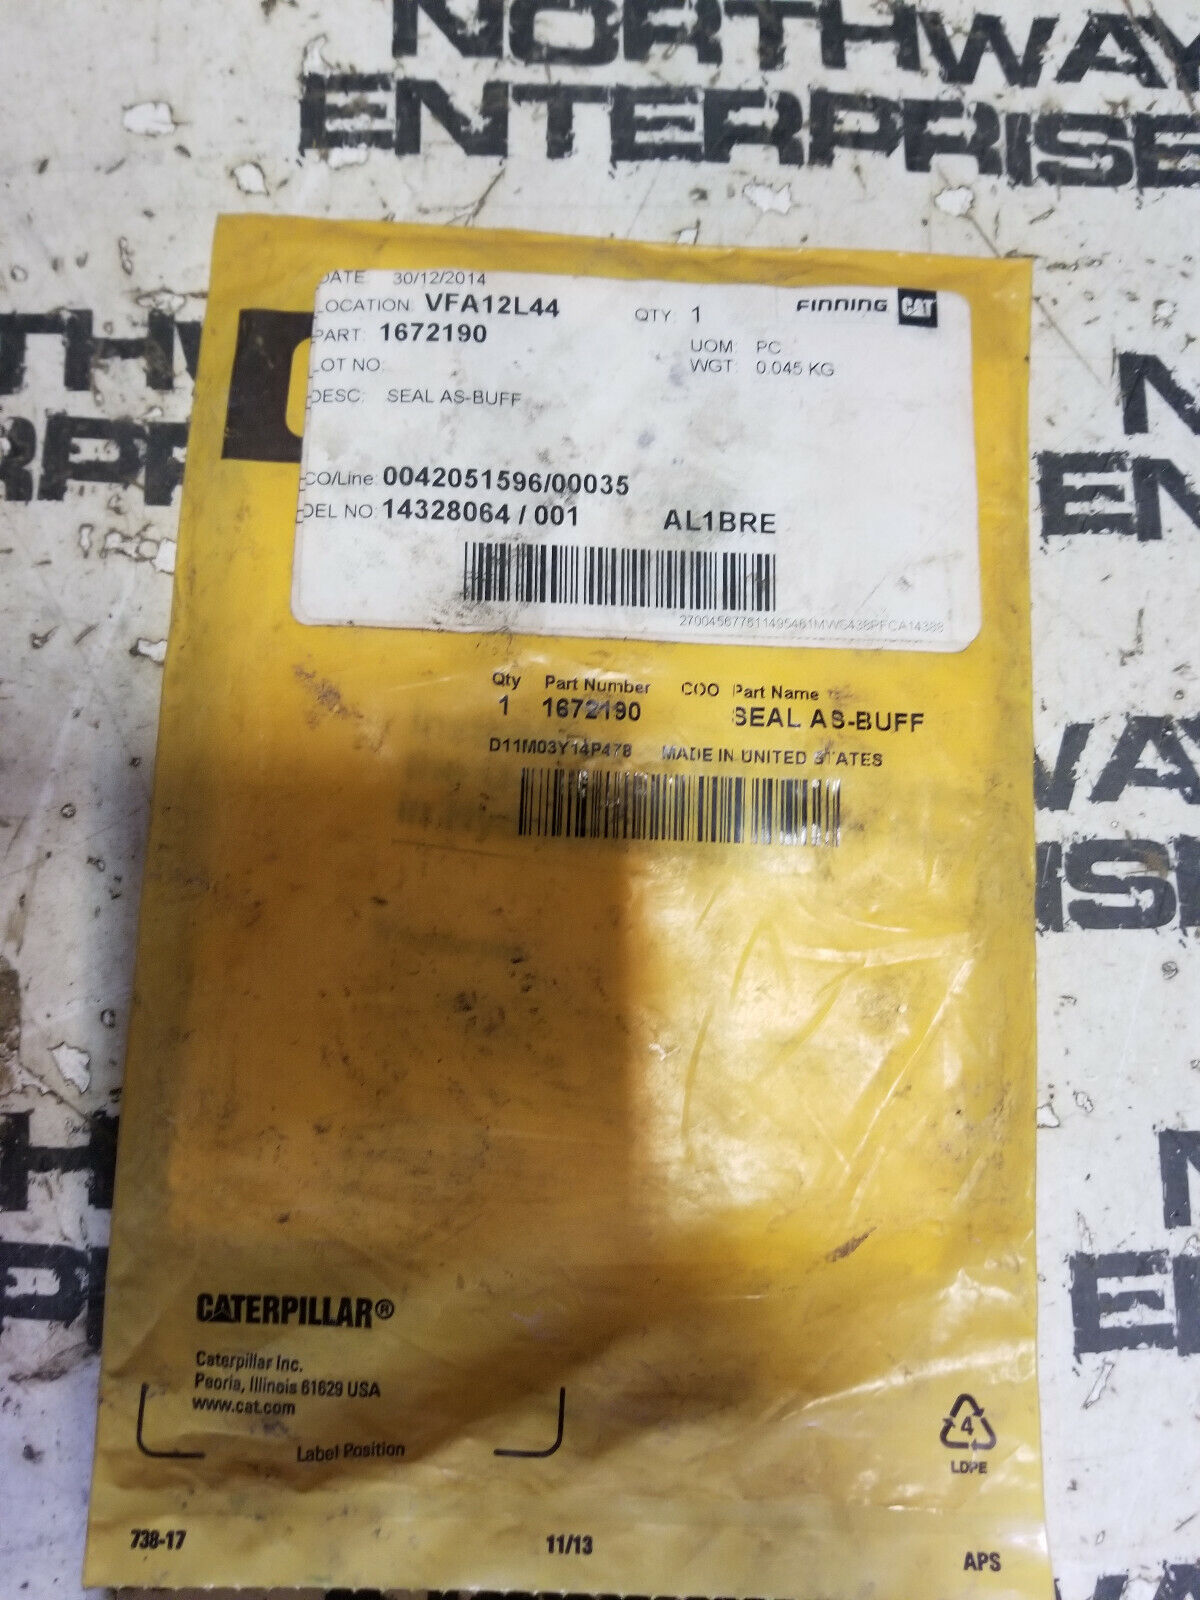 NORTHWAY
ENTERPRISE
DATE 30/12/2014
LOCATION: VFA12L44 QTY: 1 FINNING CAT
PART: 1672190
UOM: PC
LOT NO: WGT: 0.045 KG
DESC: SEAL AS-BUFF
CO/Line: 0042051596/00035
DEL NO: 14328064 / 001 AL1BRE
Qty Part Number COO Part Name
1 1672190 SEAL AS-BUFF
D11M03Y14P478 MADE IN UNITED STATES
CATERPILLAR®
Caterpillar Inc.
Peoria, Illinois 61629 USA
www.cat.com
Label Position
4
LDPE
738-17 11/13 APS